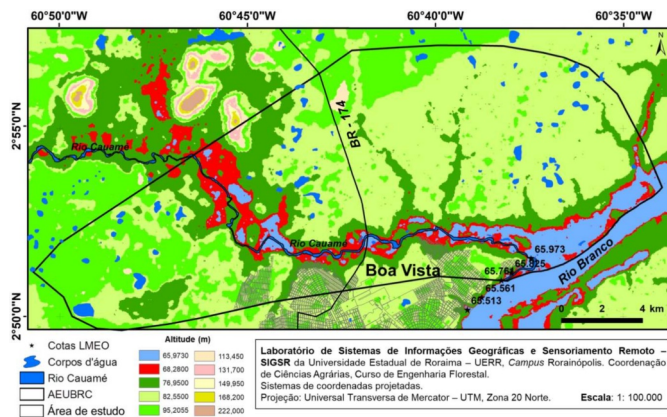 60°50'0"W 60°45'0"W 60°40'0"W 60°35'0"W
2°55'0"N
2°50'0"N
BR - 174
Rio Cauamé
Rio Cauamé
Boa Vista
Rio Branco
65.973
65.825
65.761
65.561
65.513
0 2 4 km
Cotas LMEO
Corpos d'água
Rio Cauamé
AEUBRC
Área de estudo
Altitude (m)
65,9730
68,2800
76,9500
82,5500
95,2055
113,450
131,700
149,950
168,200
222,000
Laboratório de Sistemas de Informações Geográficas e Sensoriamento Remoto –
SIGSR da Universidade Estadual de Roraima – UERR, Campus Rorainópolis. Coordenação
de Ciências Agrárias, Curso de Engenharia Florestal.
Sistemas de coordenadas projetadas.
Projeção: Universal Transversa de Mercator – UTM, Zona 20 Norte. Escala: 1: 100.000